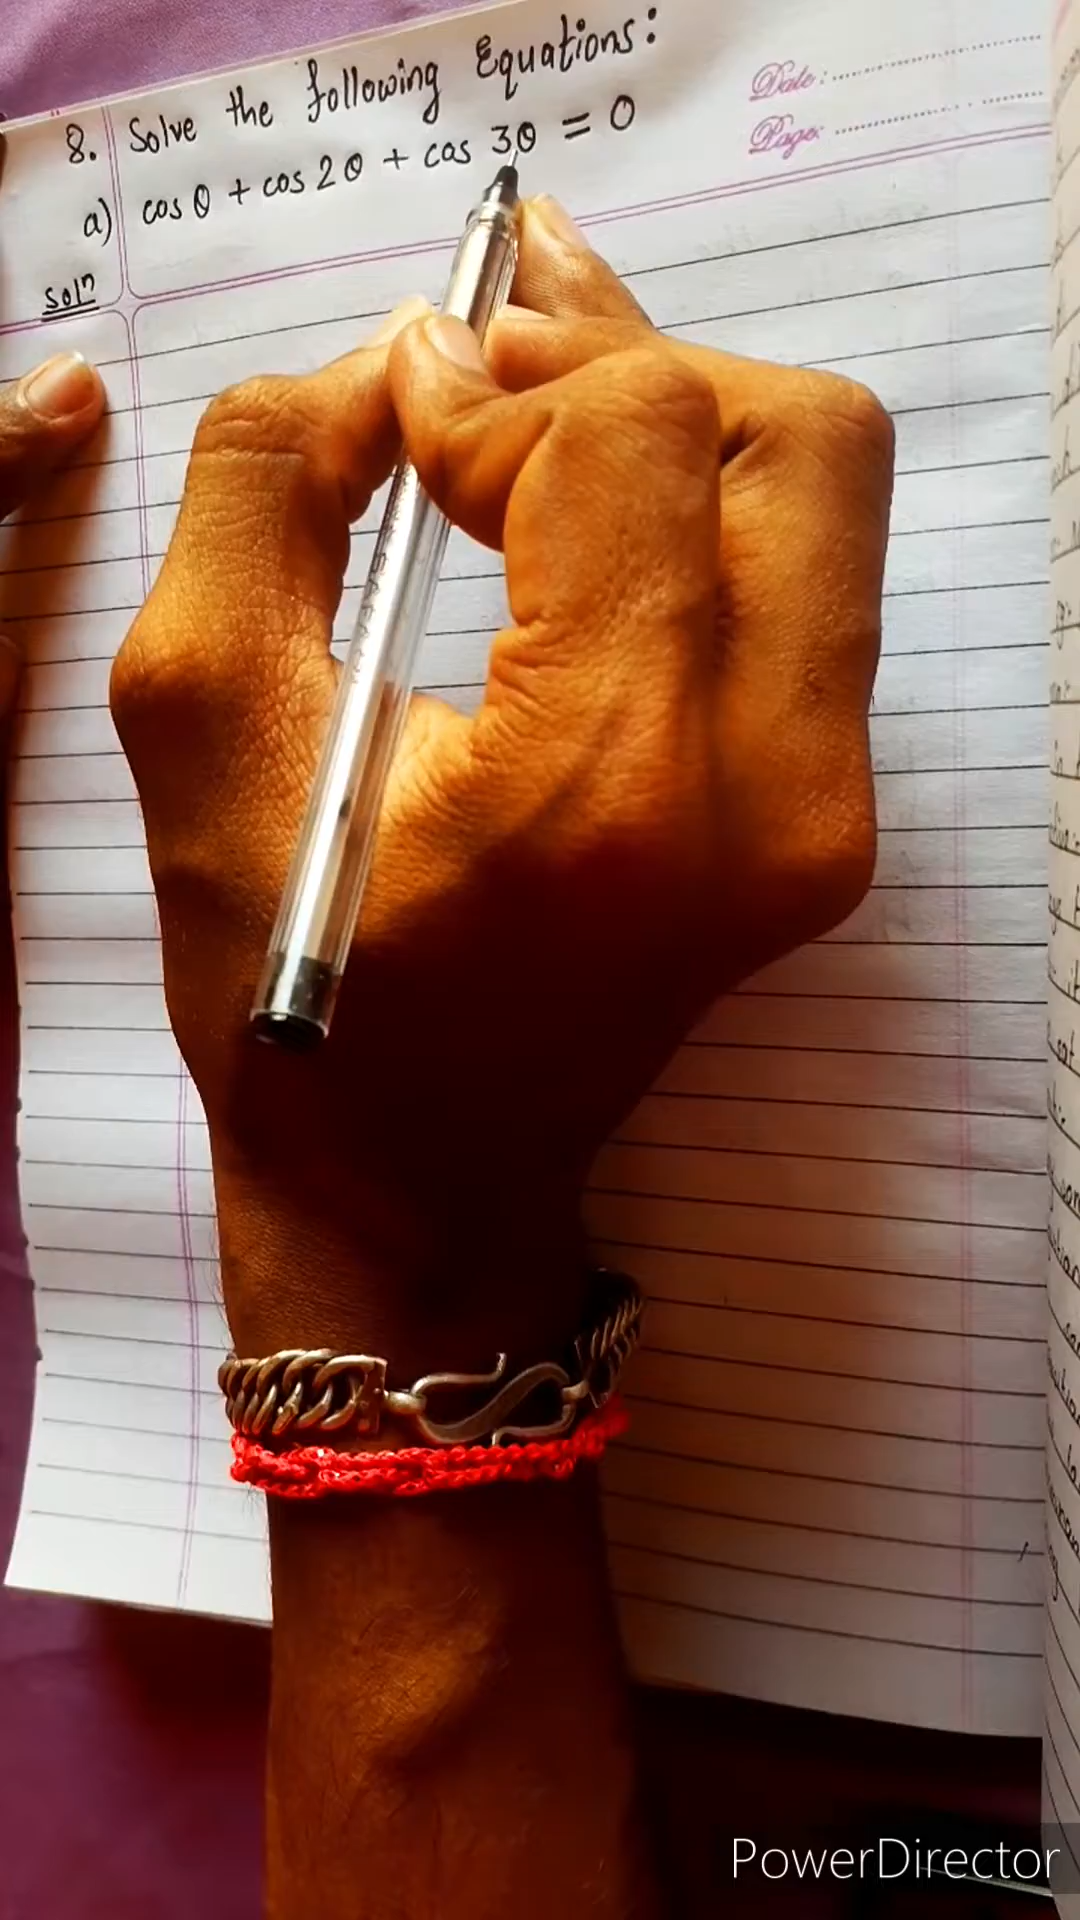 8. Solve the following Equations:
a) cos θ + cos 2θ + cos 3θ = 0
Solⁿ
Date:
Page:
PowerDirector